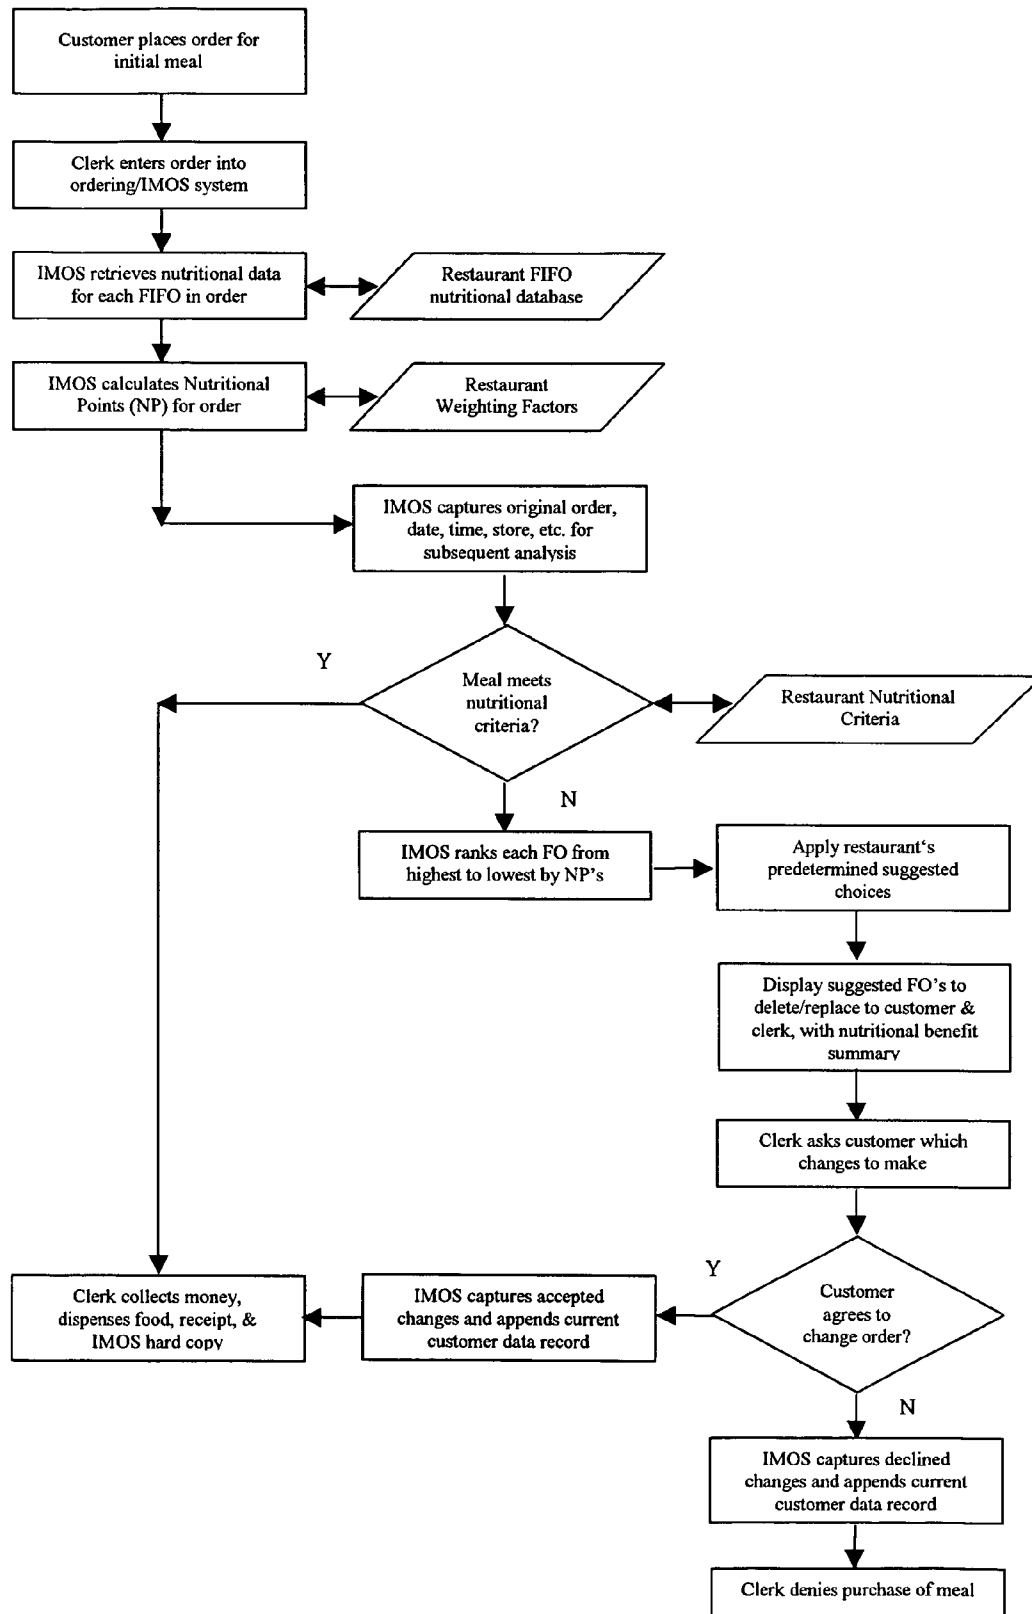 Customer places order for
initial meal
Clerk enters order into
ordering/IMOS system
IMOS retrieves nutritional data
for each FIFO in order
Restaurant FIFO
nutritional database
IMOS calculates Nutritional
Points (NP) for order
Restaurant
Weighting Factors
IMOS captures original order,
date, time, store, etc. for
subsequent analysis
Y
Meal meets
nutritional
criteria?
Restaurant Nutritional
Criteria
N
IMOS ranks each FO from
highest to lowest by NP's
Apply restaurant‘s
predetermined suggested
choices
Display suggested FO's to
delete/replace to customer &
clerk, with nutritional benefit
summary
Clerk asks customer which
changes to make
Y
Customer
agrees to
change order?
IMOS captures accepted
changes and appends current
customer data record
Clerk collects money,
dispenses food, receipt, &
IMOS hard copy
N
IMOS captures declined
changes and appends current
customer data record
Clerk denies purchase of meal